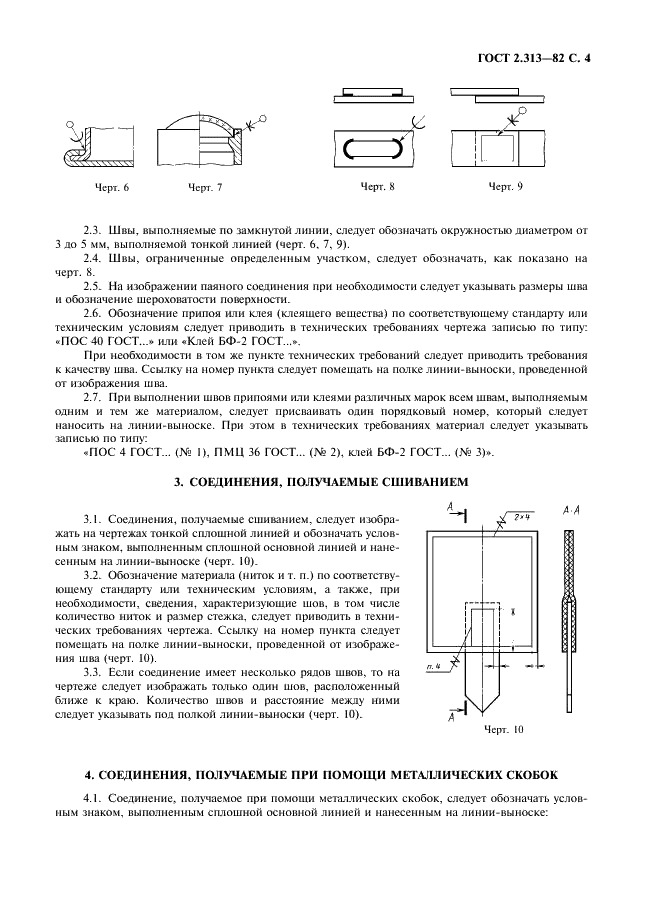 ГОСТ 2.313—82 С. 4
Черт. 6
Черт. 7
Черт. 8
Черт. 9
2.3. Швы, выполняемые по замкнутой линии, следует обозначать окружностью диаметром от
3 до 5 мм, выполняемой тонкой линией (черт. 6, 7, 9).
2.4. Швы, ограниченные определенным участком, следует обозначать, как показано на
черт. 8.
2.5. На изображении паяного соединения при необходимости следует указывать размеры шва
и обозначение шероховатости поверхности.
2.6. Обозначение припоя или клея (клеящего вещества) по соответствующему стандарту или
техническим условиям следует приводить в технических требованиях чертежа записью по типу:
«ПОС 40 ГОСТ...» или «Клей БФ-2 ГОСТ...».
При необходимости в том же пункте технических требований следует приводить требования
к качеству шва. Ссылку на номер пункта следует помещать на полке линии-выноски, проведенной
от изображения шва.
2.7. При выполнении швов припоями или клеями различных марок всем швам, выполняемым
одним и тем же материалом, следует присваивать один порядковый номер, который следует
наносить на линии-выноске. При этом в технических требованиях материал следует указывать
записью по типу:
«ПОС 4 ГОСТ... (№ 1), ПМЦ 36 ГОСТ... (№ 2), клей БФ-2 ГОСТ... (№ 3)».
3. СОЕДИНЕНИЯ, ПОЛУЧАЕМЫЕ СШИВАНИЕМ
3.1. Соединения, получаемые сшиванием, следует изобра-
жать на чертежах тонкой сплошной линией и обозначать услов-
ным знаком, выполненным сплошной основной линией и нане-
сенным на линии-выноске (черт. 10).
3.2. Обозначение материала (ниток и т. п.) по соответству-
ющему стандарту или техническим условиям, а также, при
необходимости, сведения, характеризующие шов, в том числе
количество ниток и размер стежка, следует приводить в техни-
ческих требованиях чертежа. Ссылку на номер пункта следует
помещать на полке линии-выноски, проведенной от изображе-
ния шва (черт. 10).
3.3. Если соединение имеет несколько рядов швов, то на
чертеже следует изображать только один шов, расположенный
ближе к краю. Количество швов и расстояние между ними
следует указывать под полкой линии-выноски (черт. 10).
А
2×4
А-А
п. 4
А
Черт. 10
4. СОЕДИНЕНИЯ, ПОЛУЧАЕМЫЕ ПРИ ПОМОЩИ МЕТАЛЛИЧЕСКИХ СКОБОК
4.1. Соединение, получаемое при помощи металлических скобок, следует обозначать услов-
ным знаком, выполненным сплошной основной линией и нанесенным на линии-выноске: